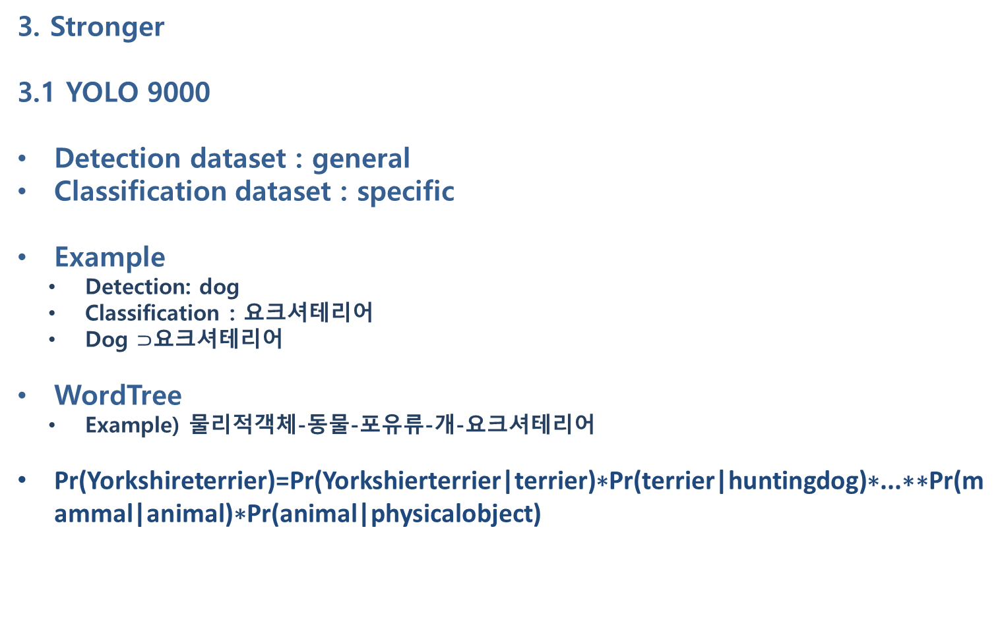 3. Stronger
3.1 YOLO 9000
• Detection dataset : general
• Classification dataset : specific
• Example
• Detection: dog
• Classification : 요크셔테리어
• Dog ⊃요크셔테리어
• WordTree
• Example) 물리적객체-동물-포유류-개-요크셔테리어
• Pr(Yorkshireterrier)=Pr(Yorkshierterrier|terrier)∗Pr(terrier|huntingdog)∗...∗∗Pr(m
ammal|animal)∗Pr(animal|physicalobject)